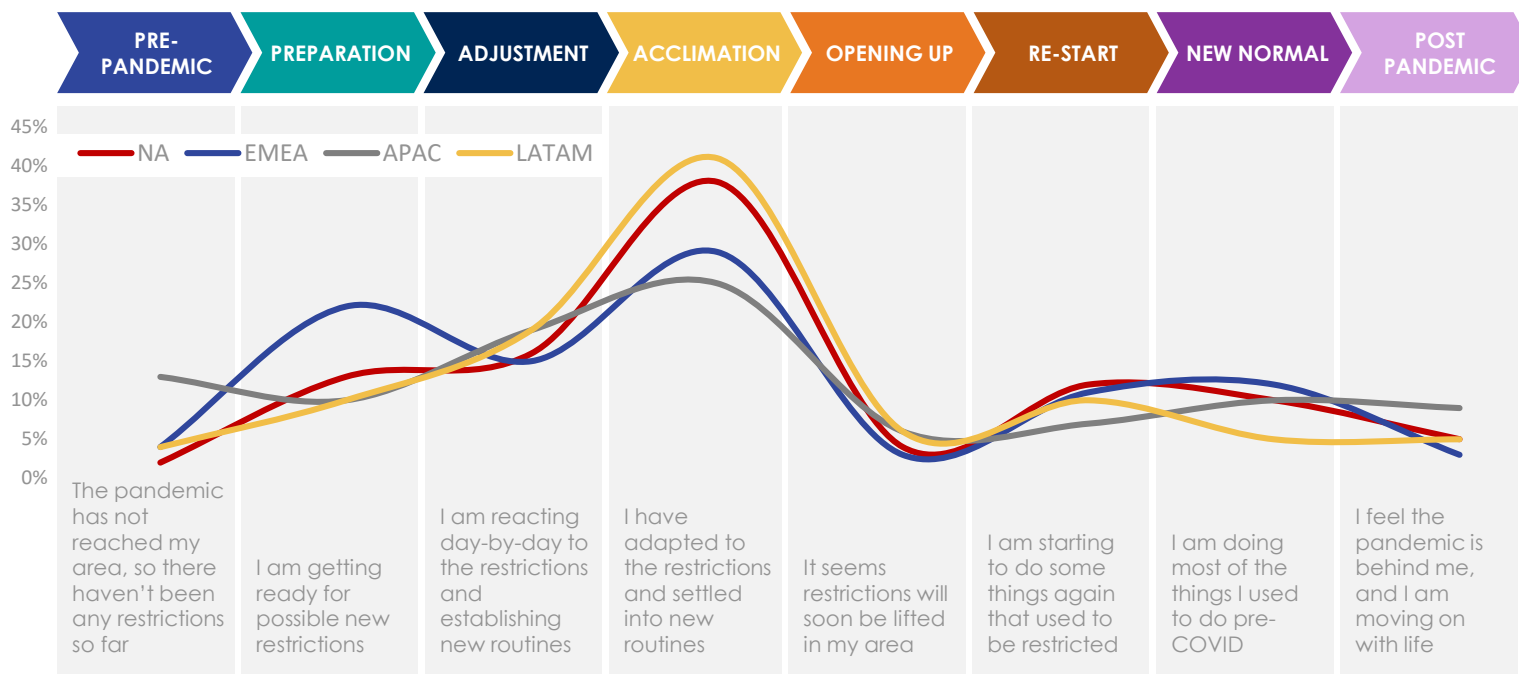 PRE-
PANDEMIC
PREPARATION
ADJUSTMENT
ACCLIMATION
OPENING UP
RE-START
NEW NORMAL
POST
PANDEMIC
45%
40%
35%
30%
25%
20%
15%
10%
5%
0%
NA
EMEA
APAC
LATAM
The pandemic
has not
reached my
area, so there
haven't been
any restrictions
so far
I am getting
ready for
possible new
restrictions
I am reacting
day-by-day to
the restrictions
and
establishing
new routines
I have
adapted to
the restrictions
and settled
into new
routines
It seems
restrictions will
soon be lifted
in my area
I am starting
to do some
things again
that used to
be restricted
I am doing
most of the
things I used
to do pre-
COVID
I feel the
pandemic is
behind me,
and I am
moving on
with life